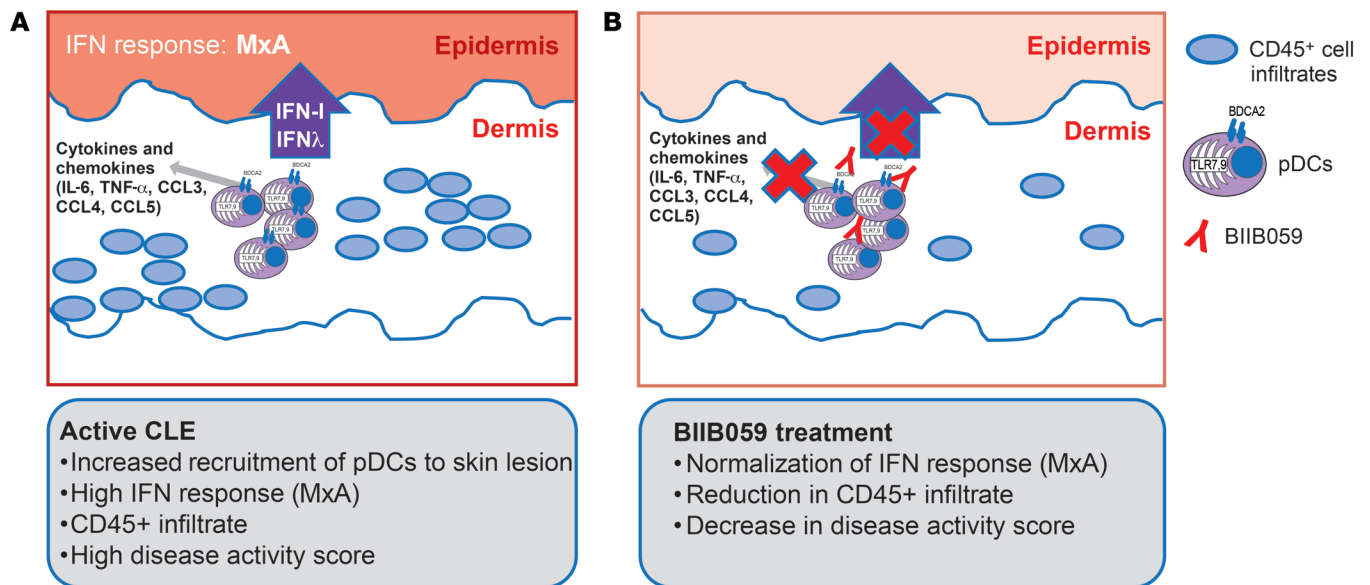 A
IFN response: MxA
Epidermis
IFN-I
IFNλ
Dermis
Cytokines and
chemokines
(IL-6, TNF-α, CCL3,
CCL4, CCL5)
BDCA2
BDCA2
TLR7,9
TLR7,9
TLR7,9
TLR7,9
Active CLE
•Increased recruitment of pDCs to skin lesion
•High IFN response (MxA)
•CD45+ infiltrate
•High disease activity score
B
Epidermis
Dermis
Cytokines and
chemokines
(IL-6, TNF-α,
CCL3, CCL4,
CCL5)
BDCA2
BDCA2
TLR7,9
TLR7,9
TLR7,9
TLR7,9
BIIB059 treatment
•Normalization of IFN response (MxA)
•Reduction in CD45+ infiltrate
•Decrease in disease activity score
CD45⁺ cell
infiltrates
BDCA2
TLR7,9
pDCs
BIIB059